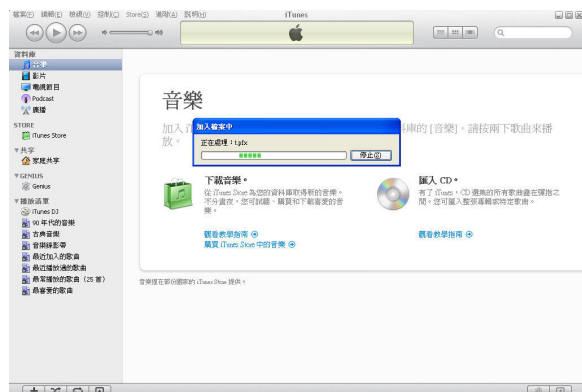 檔案(F) 編輯(E) 檢視(V) 控制(C) Store(S) 進階(A) 說明(H)
iTunes
資料庫
音樂
影片
電視節目
Podcast
廣播
STORE
iTunes Store
▼共享
家庭共享
▼GENIUS
Genius
▼播放清單
iTunes DJ
90 年代的音樂
古典音樂
音樂錄影帶
最近加入的歌曲
最近播放過的歌曲
最常播放的歌曲 (25 首)
最喜愛的歌曲
音樂
加入
庫的 [音樂]。請按兩下歌曲來播
放。
加入檔案中
正在處理:t.pfx
停止(S)
下載音樂。
從 iTunes Store 為您的資料庫取得新的音樂。
不分晝夜,您可試聽、購買和下載喜愛的音
樂。
觀看教學指南
購買 iTunes Store 中的音樂
匯入 CD。
有了 iTunes,CD 選集的所有歌曲盡在彈指之
間。您可匯入整張專輯或特定歌曲。
觀看教學指南
音樂僅在部份國家的 iTunes Store 提供。